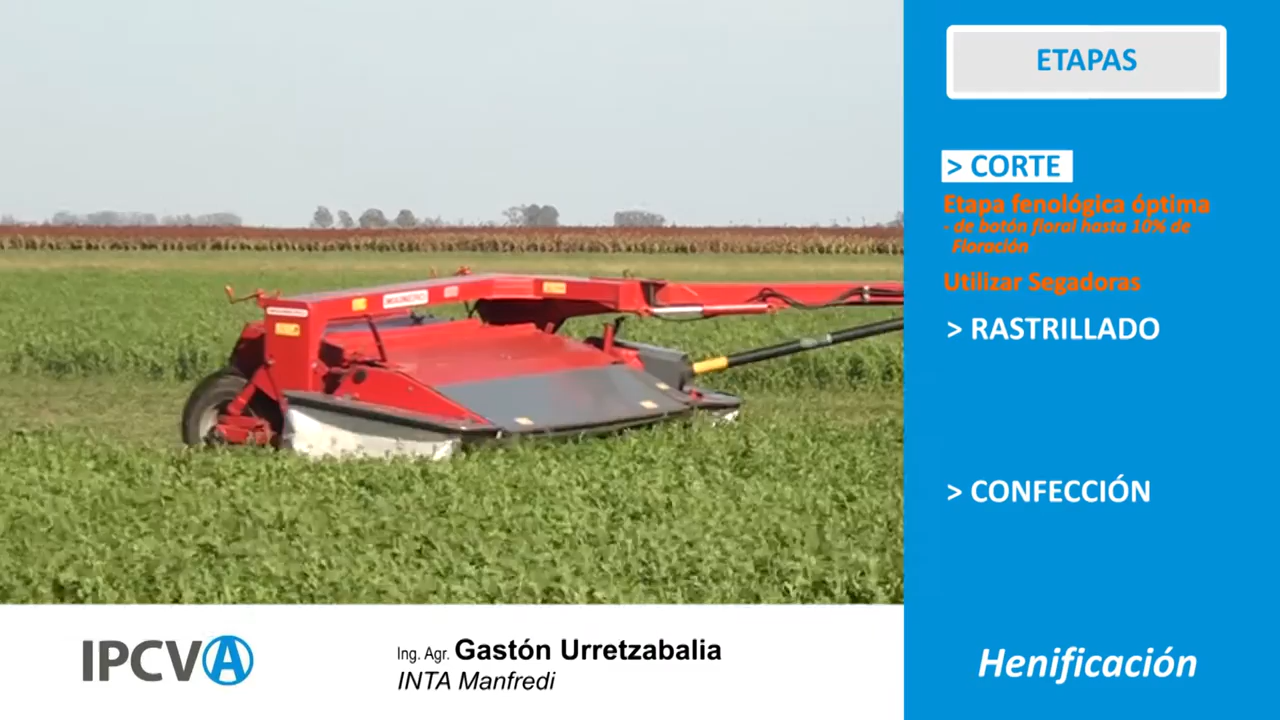 ETAPAS
> CORTE
Etapa fenológica óptima
- de botón floral hasta 10% de
Floración
Utilizar Segadoras
> RASTRILLADO
> CONFECCIÓN
IPCVA
Ing. Agr. Gastón Urretzabalia
INTA Manfredi
Henificación